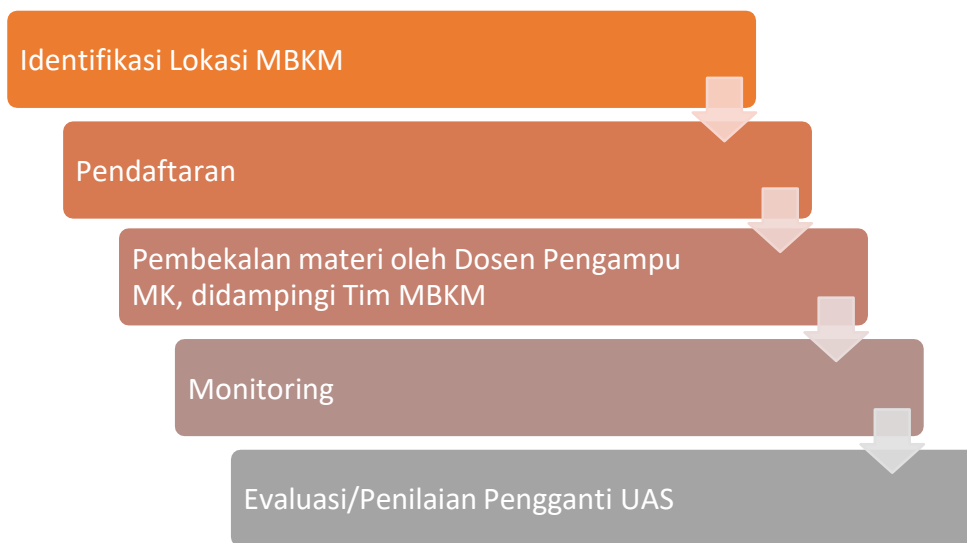 Identifikasi Lokasi MBKM
Pendaftaran
Pembekalan materi oleh Dosen Pengampu
MK, didampingi Tim MBKM
Monitoring
Evaluasi/Penilaian Pengganti UAS